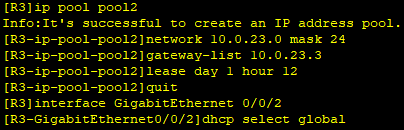 [R3]ip pool pool2
Info:It's successful to create an IP address pool.
[R3-ip-pool-pool2]network 10.0.23.0 mask 24
[R3-ip-pool-pool2]gateway-list 10.0.23.3
[R3-ip-pool-pool2]lease day 1 hour 12
[R3-ip-pool-pool2]quit
[R3]interface GigabitEthernet 0/0/2
[R3-GigabitEthernet0/0/2]dhcp select global